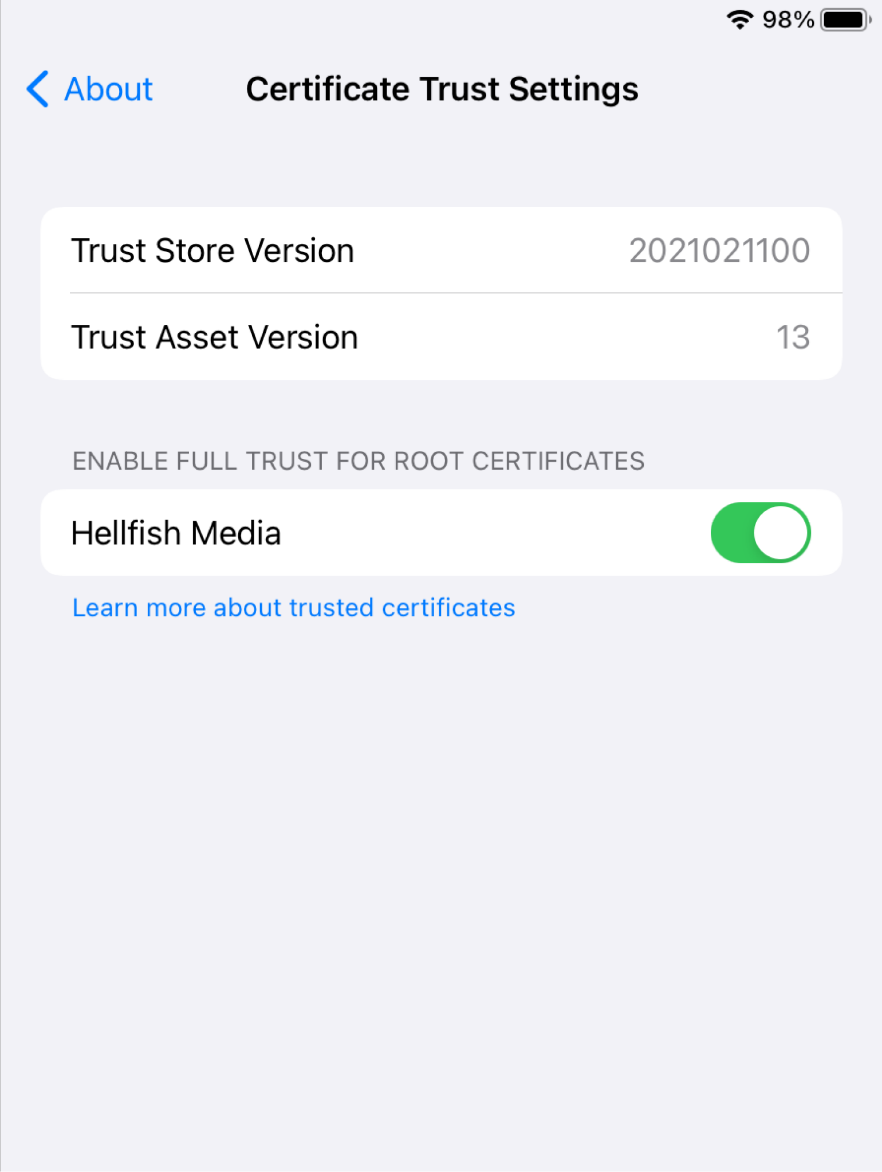 98%
About
Certificate Trust Settings
Trust Store Version 2021021100
Trust Asset Version 13
ENABLE FULL TRUST FOR ROOT CERTIFICATES
Hellfish Media
Learn more about trusted certificates